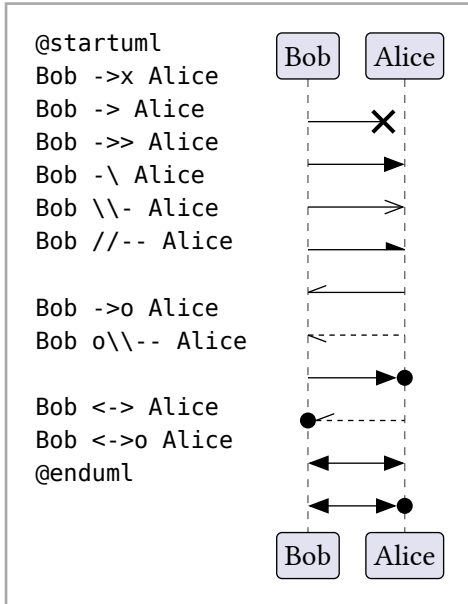 @startuml
Bob ->x Alice
Bob -> Alice
Bob ->> Alice
Bob -\ Alice
Bob \\- Alice
Bob //-- Alice
Bob ->o Alice
Bob o\\-- Alice
Bob <-> Alice
Bob <->o Alice
@enduml
Bob Alice
Bob Alice